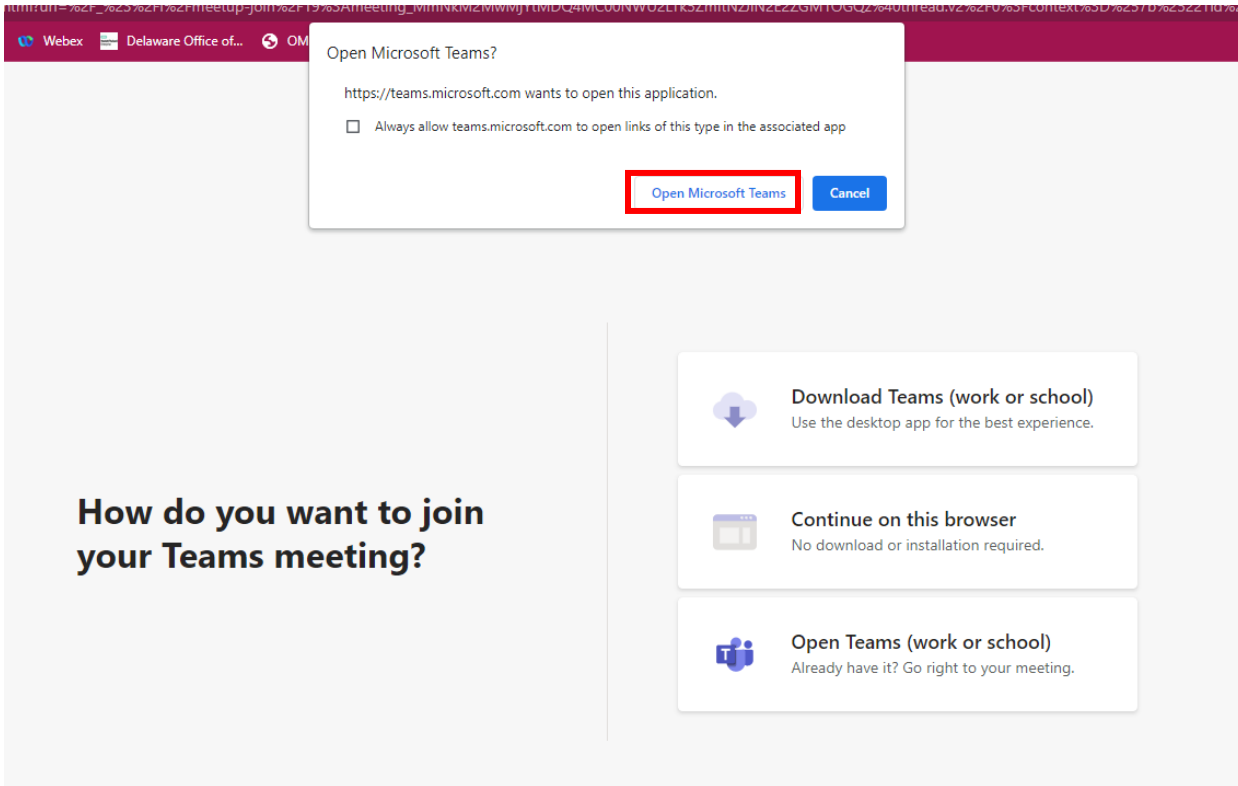 Webex Delaware Office of... OM
Open Microsoft Teams?
https://teams.microsoft.com wants to open this application.
Always allow teams.microsoft.com to open links of this type in the associated app
Open Microsoft Teams Cancel
How do you want to join
your Teams meeting?
Download Teams (work or school)
Use the desktop app for the best experience.
Continue on this browser
No download or installation required.
Open Teams (work or school)
Already have it? Go right to your meeting.